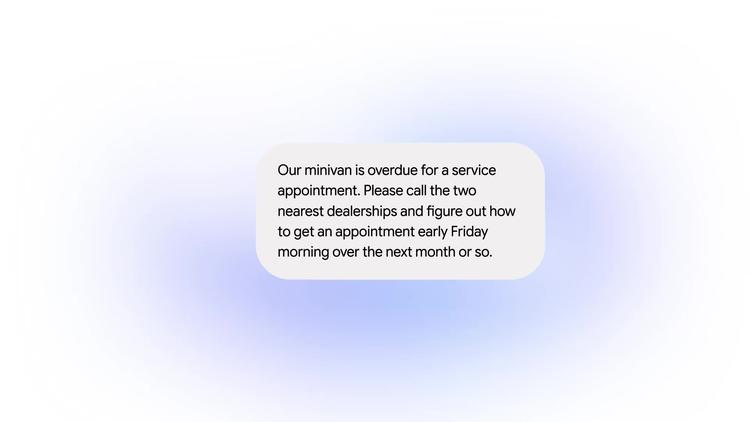 Our minivan is overdue for a service
appointment. Please call the two
nearest dealerships and figure out how
to get an appointment early Friday
morning over the next month or so.